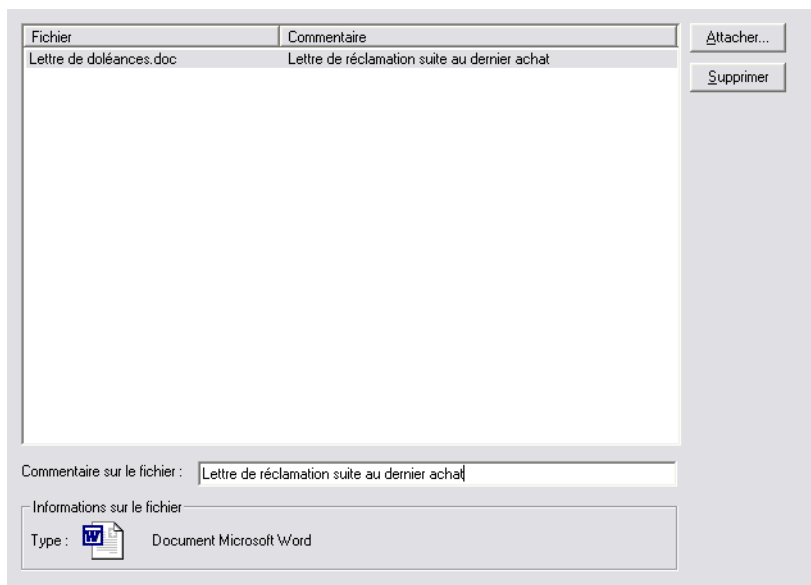 Fichier Commentaire
Attacher...
Lettre de doléances.doc Lettre de réclamation suite au dernier achat
Supprimer
Commentaire sur le fichier : Lettre de réclamation suite au dernier achat
Informations sur le fichier
Type : W Document Microsoft Word